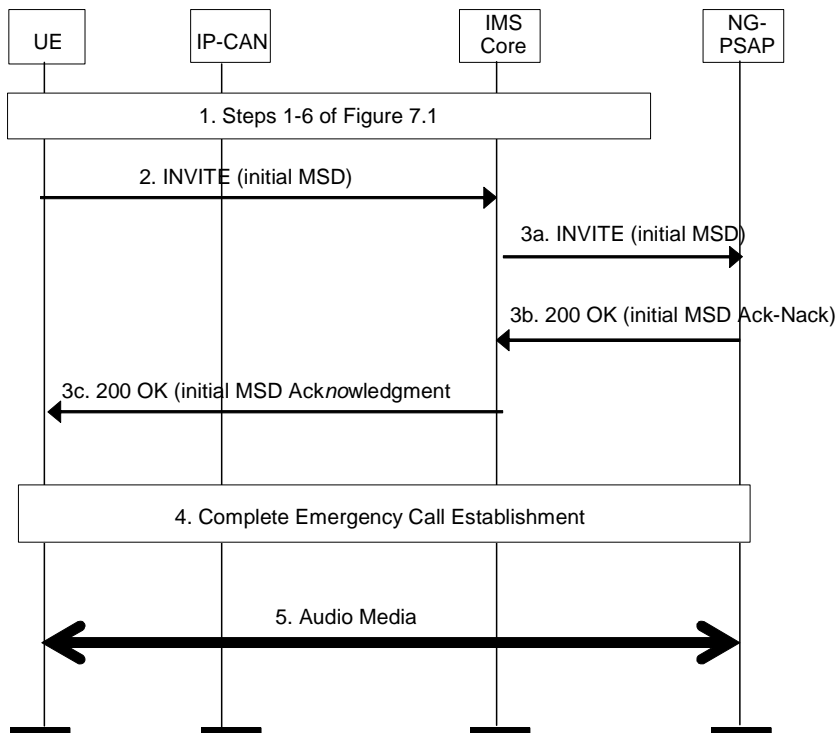 UE
IP-CAN
IMS
Core
NG-
PSAP
1. Steps 1-6 of Figure 7.1
2. INVITE (initial MSD)
3a. INVITE (initial MSD)
3b. 200 OK (initial MSD Ack-Nack)
3c. 200 OK (initial MSD Acknowledgment
4. Complete Emergency Call Establishment
5. Audio Media